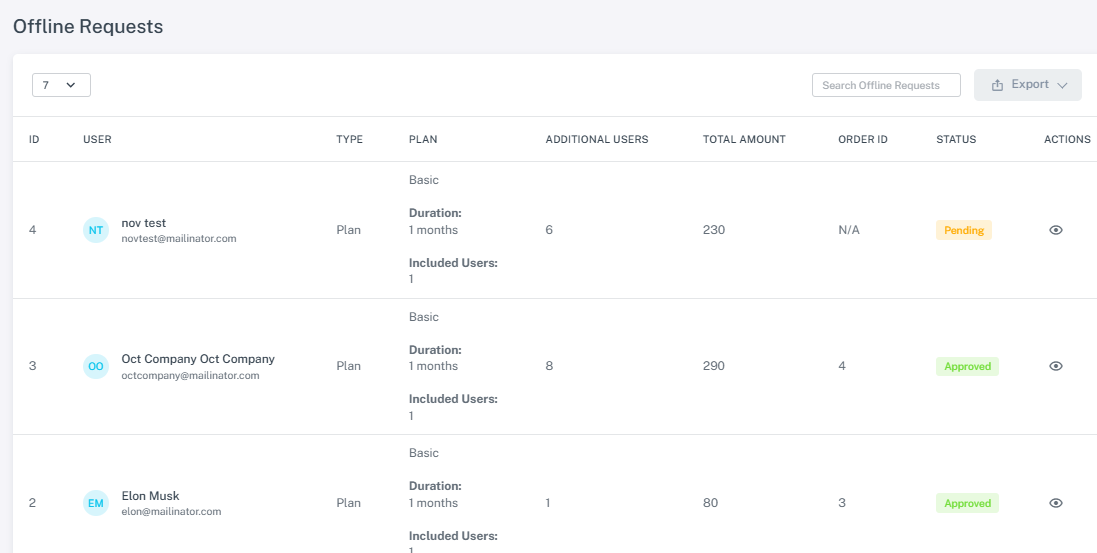 Offline Requests
7
Search Offline Requests
Export
ID USER TYPE PLAN ADDITIONAL USERS TOTAL AMOUNT ORDER ID STATUS ACTIONS
Basic
Duration:
4 NT nov test Plan 1 months 6 230 N/A Pending
novtest@mailinator.com
Included Users:
1
Basic
Duration:
3 OO Oct Company Oct Company Plan 1 months 8 290 4 Approved
octcompany@mailinator.com
Included Users:
1
Basic
Duration:
2 EM Elon Musk Plan 1 months 1 80 3 Approved
elon@mailinator.com
Included Users:
1